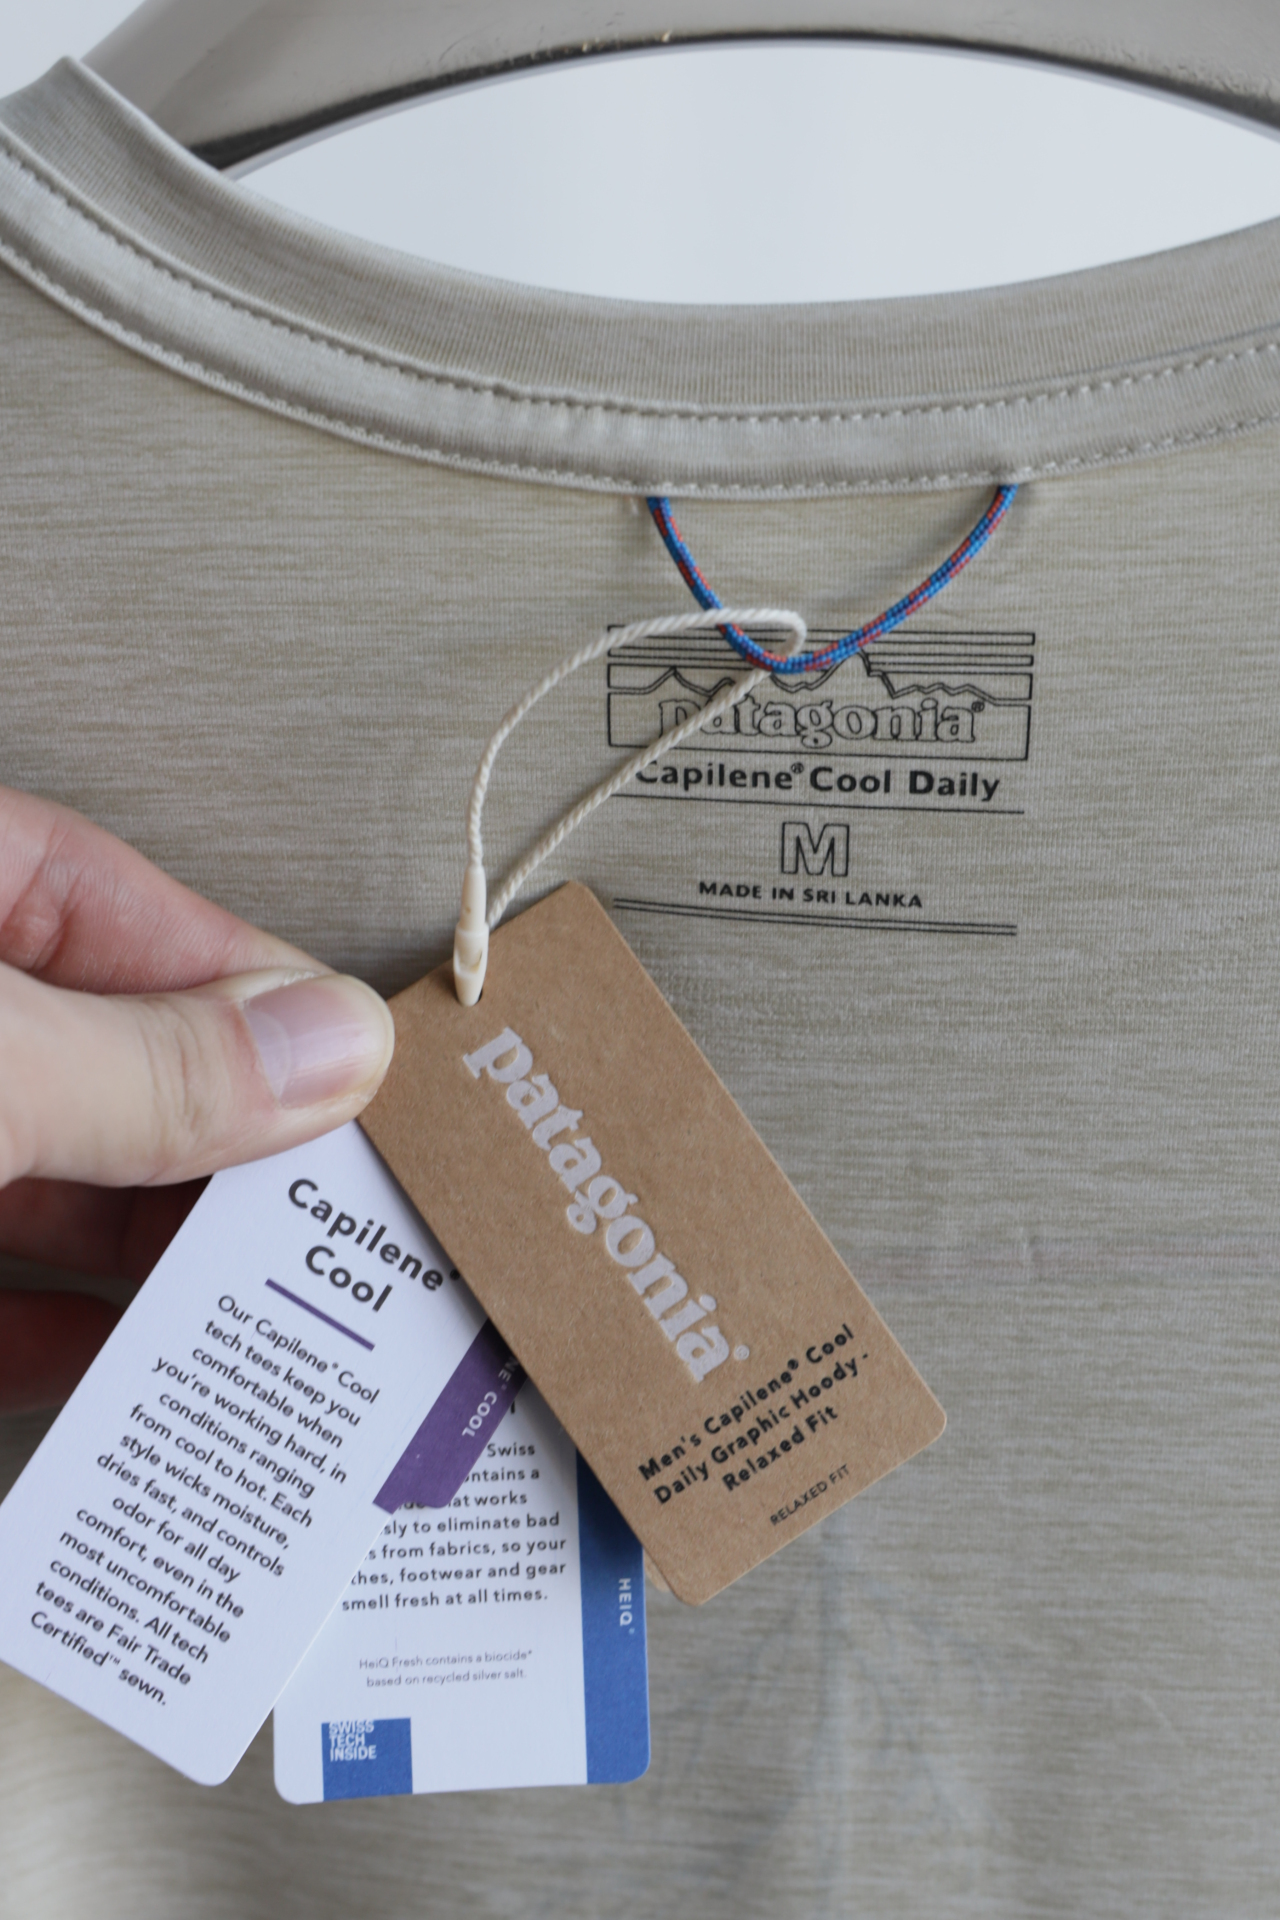 patagonia®
Capilene® Cool Daily
M
MADE IN SRI LANKA
patagonia®
Men's Capilene® Cool
Daily Graphic Hoody -
Relaxed Fit
RELAXED FIT
Capilene®
Cool
Our Capilene® Cool
tech tees keep you
comfortable when
you're working hard, in
conditions ranging
from cool to hot. Each
style wicks moisture,
dries fast, and controls
odor for all day
comfort, even in the
most uncomfortable
conditions. All tech
tees are Fair Trade
Certified™ sewn.
COOL
Swiss
a
works
to eliminate bad
from fabrics, so your
footwear and gear
smell fresh at all times.
HeiQ Fresh contains a biocide*
based on recycled silver salt.
SWISS
TECH
INSIDE
HEIQ®